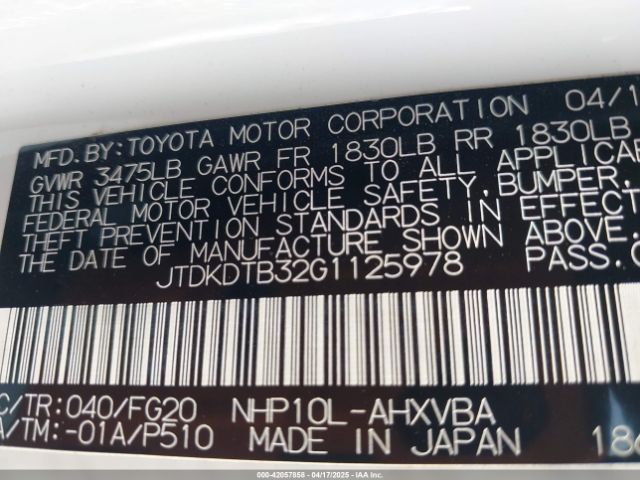 MFD.BY:TOYOTA MOTOR CORPORATION 04/1
GVWR 3475LB GAWR FR 1830LB RR 1830LB
THIS VEHICLE CONFORMS TO ALL APPLICAB
FEDERAL MOTOR VEHICLE SAFETY, BUMPER,
THEFT PREVENTION STANDARDS IN EFFECT
THE DATE OF MANUFACTURE SHOWN ABOVE.
JTDKDTB32G1125978 PASS.C
C/TR:040/FG20 NHP10L-AHXVBA
A/TM:-01A/P510 MADE IN JAPAN 186
000-42057858 04/17/2025 IAA Inc.